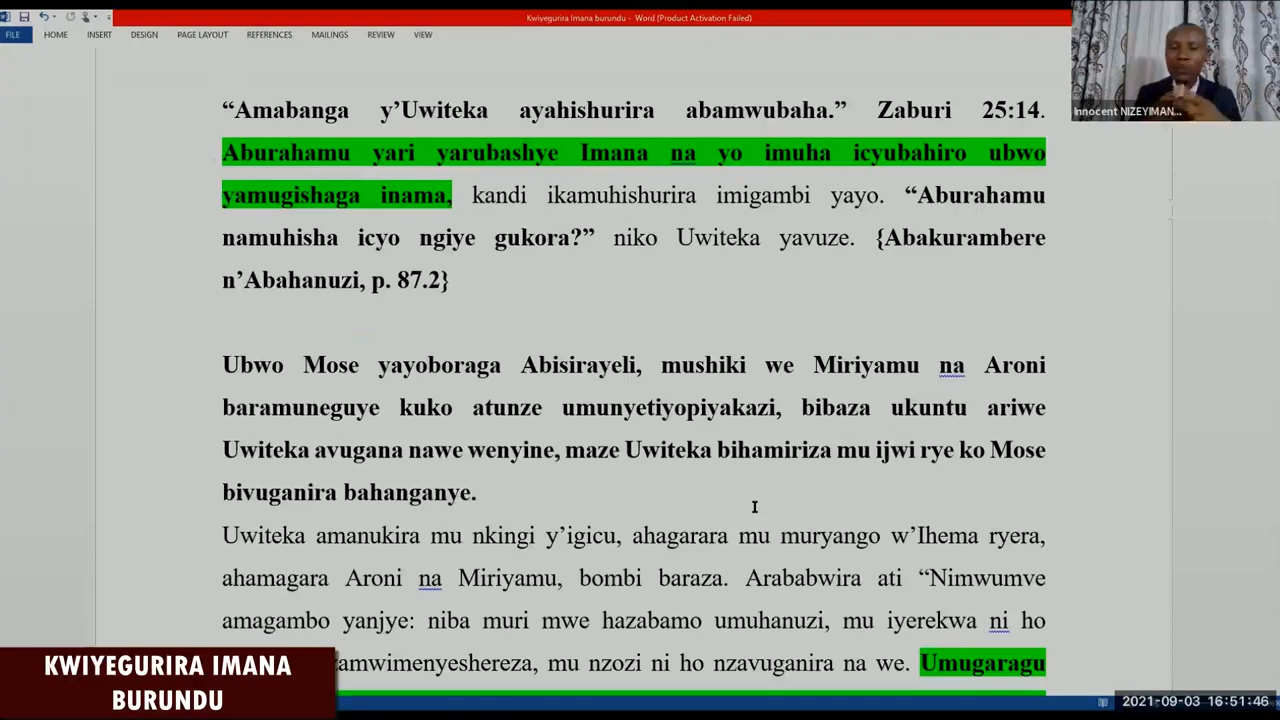 Kwiyegurira Imana burundu - Word (Product Activation Failed)
FILE HOME INSERT DESIGN PAGE LAYOUT REFERENCES MAILINGS REVIEW VIEW
Innocent NIZEYIMAN...
“Amabanga y’Uwiteka ayahishurira abamwubaha.” Zaburi 25:14.
Aburahamu yari yarubashye Imana na yo imuha icyubahiro ubwo
yamugishaga inama, kandi ikamuhishurira imigambi yayo. “Aburahamu
namuhisha icyo ngiye gukora?” niko Uwiteka yavuze. {Abakurambere
n’Abahanuzi, p. 87.2}
Ubwo Mose yayoboraga Abisirayeli, mushiki we Miriyamu na Aroni
baramuneguye kuko atunze umunyetiyopiyakazi, bibaza ukuntu ariwe
Uwiteka avugana nawe wenyine, maze Uwiteka bihamiriza mu ijwi rye ko Mose
bivuganira bahanganye.
Uwiteka amanukira mu nkingi y’igicu, ahagarara mu muryango w’Ihema ryera,
ahamagara Aroni na Miriyamu, bombi baraza. Arababwira ati “Nimwumve
amagambo yanjye: niba muri mwe hazabamo umuhanuzi, mu iyerekwa ni ho
zamwimenyeshereza, mu nzozi ni ho nzavuganira na we. Umugaragu
KWIYEGURIRA IMANA
BURUNDU
2021-09-03 16:51:46